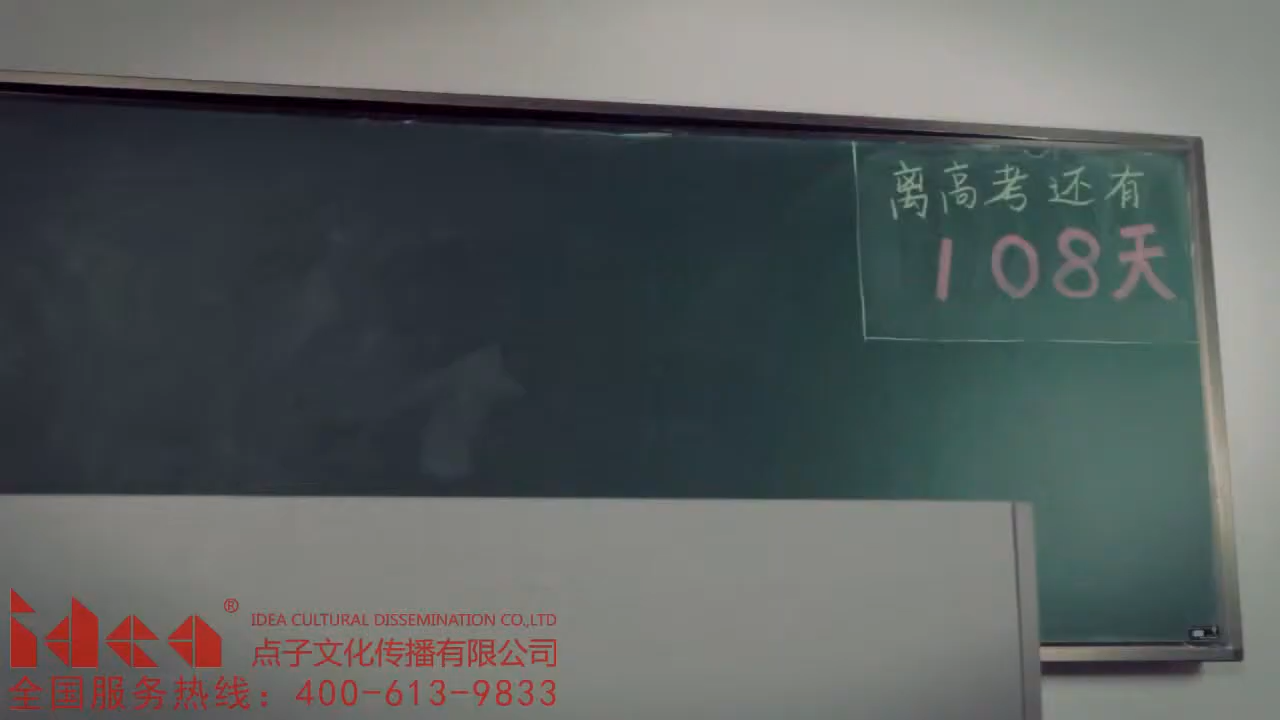 离高考还有
108天
idea®
IDEA CULTURAL DISSEMINATION CO.,LTD
点子文化传播有限公司
全国服务热线：400-613-9833